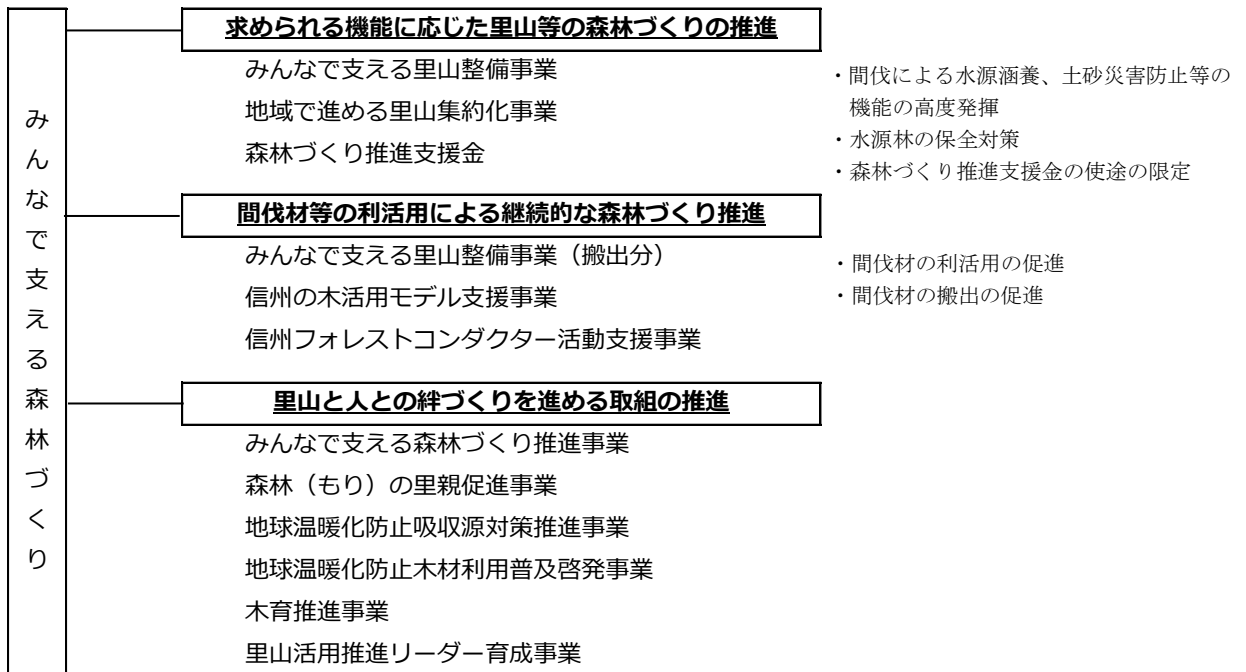 みんなで支える森林づくり
求められる機能に応じた里山等の森林づくりの推進
みんなで支える里山整備事業
地域で進める里山集約化事業
森林づくり推進支援金
・間伐による水源涵養、土砂災害防止等の
機能の高度発揮
・水源林の保全対策
・森林づくり推進支援金の使途の限定
間伐材等の利活用による継続的な森林づくり推進
みんなで支える里山整備事業（搬出分）
信州の木活用モデル支援事業
信州フォレストコンダクター活動支援事業
・間伐材の利活用の促進
・間伐材の搬出の促進
里山と人との絆づくりを進める取組の推進
みんなで支える森林づくり推進事業
森林（もり）の里親促進事業
地球温暖化防止吸収源対策推進事業
地球温暖化防止木材利用普及啓発事業
木育推進事業
里山活用推進リーダー育成事業